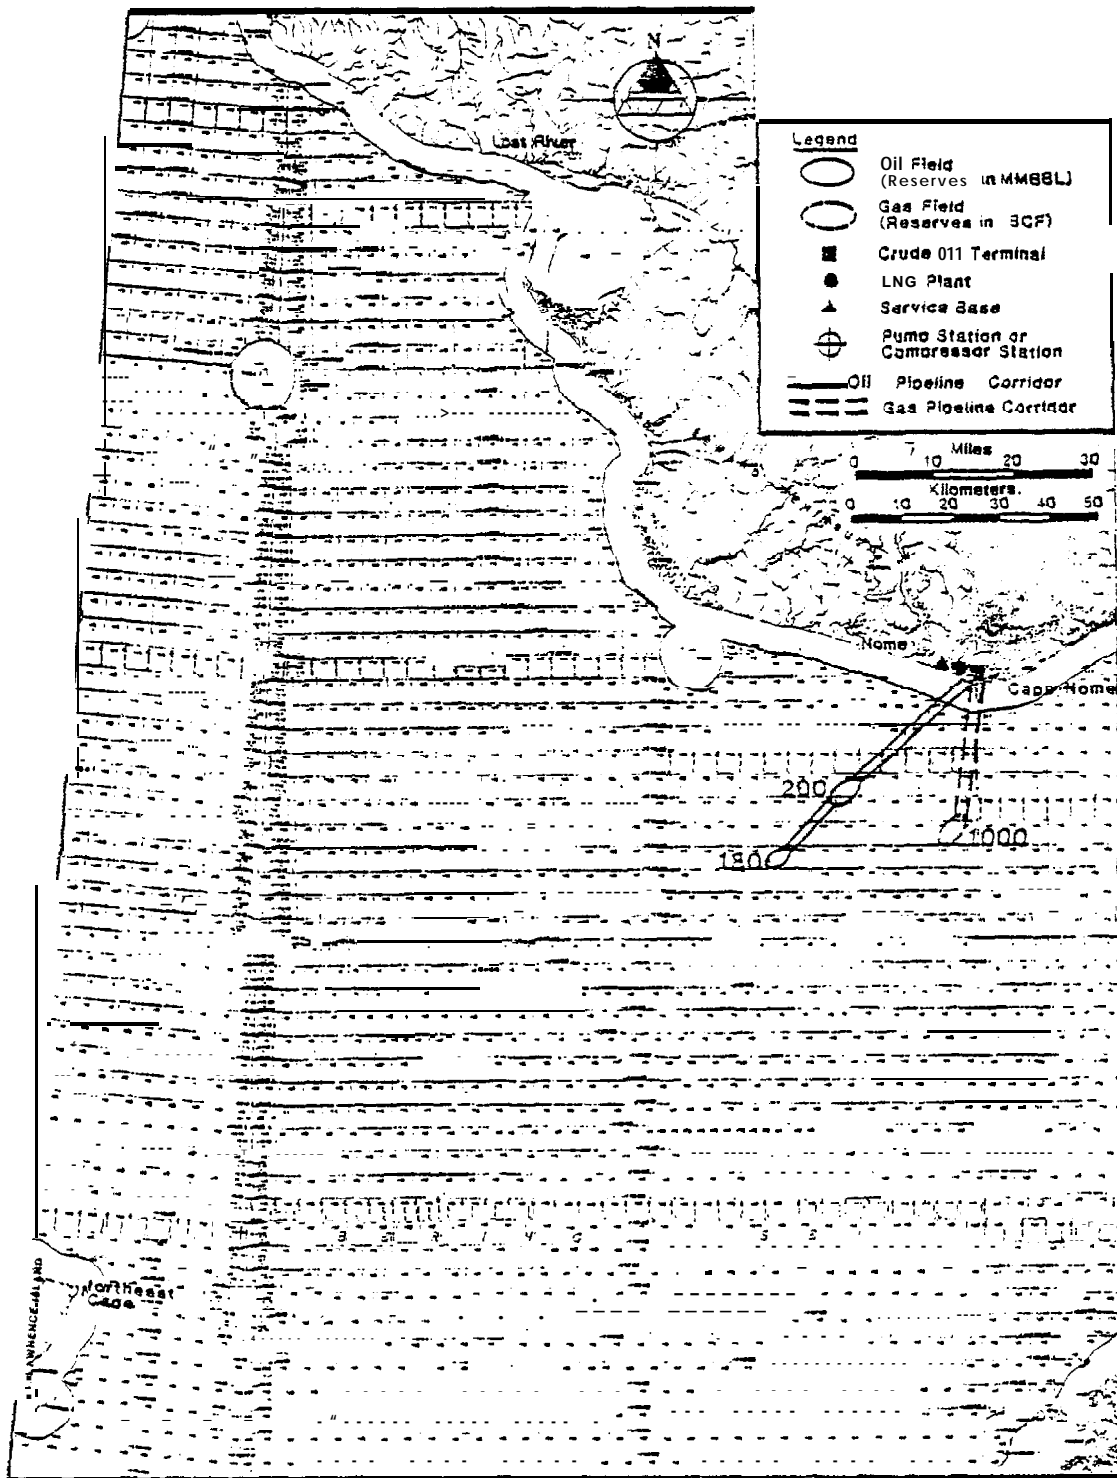 N
Lost River
Legend
Oil Field
(Reserves in MMBBL)
Gas Field
(Reserves in BCF)
Crude 011 Terminal
LNG Plant
Service Base
Pump Station or
Compressor Station
Oil Pipeline Corridor
Gas Pipeline Corridor
Miles
0 10 20 30
Kilometers
0 10 20 30 40 50
Nome
Cape Nome
200
180
1000
Northeast
Cape